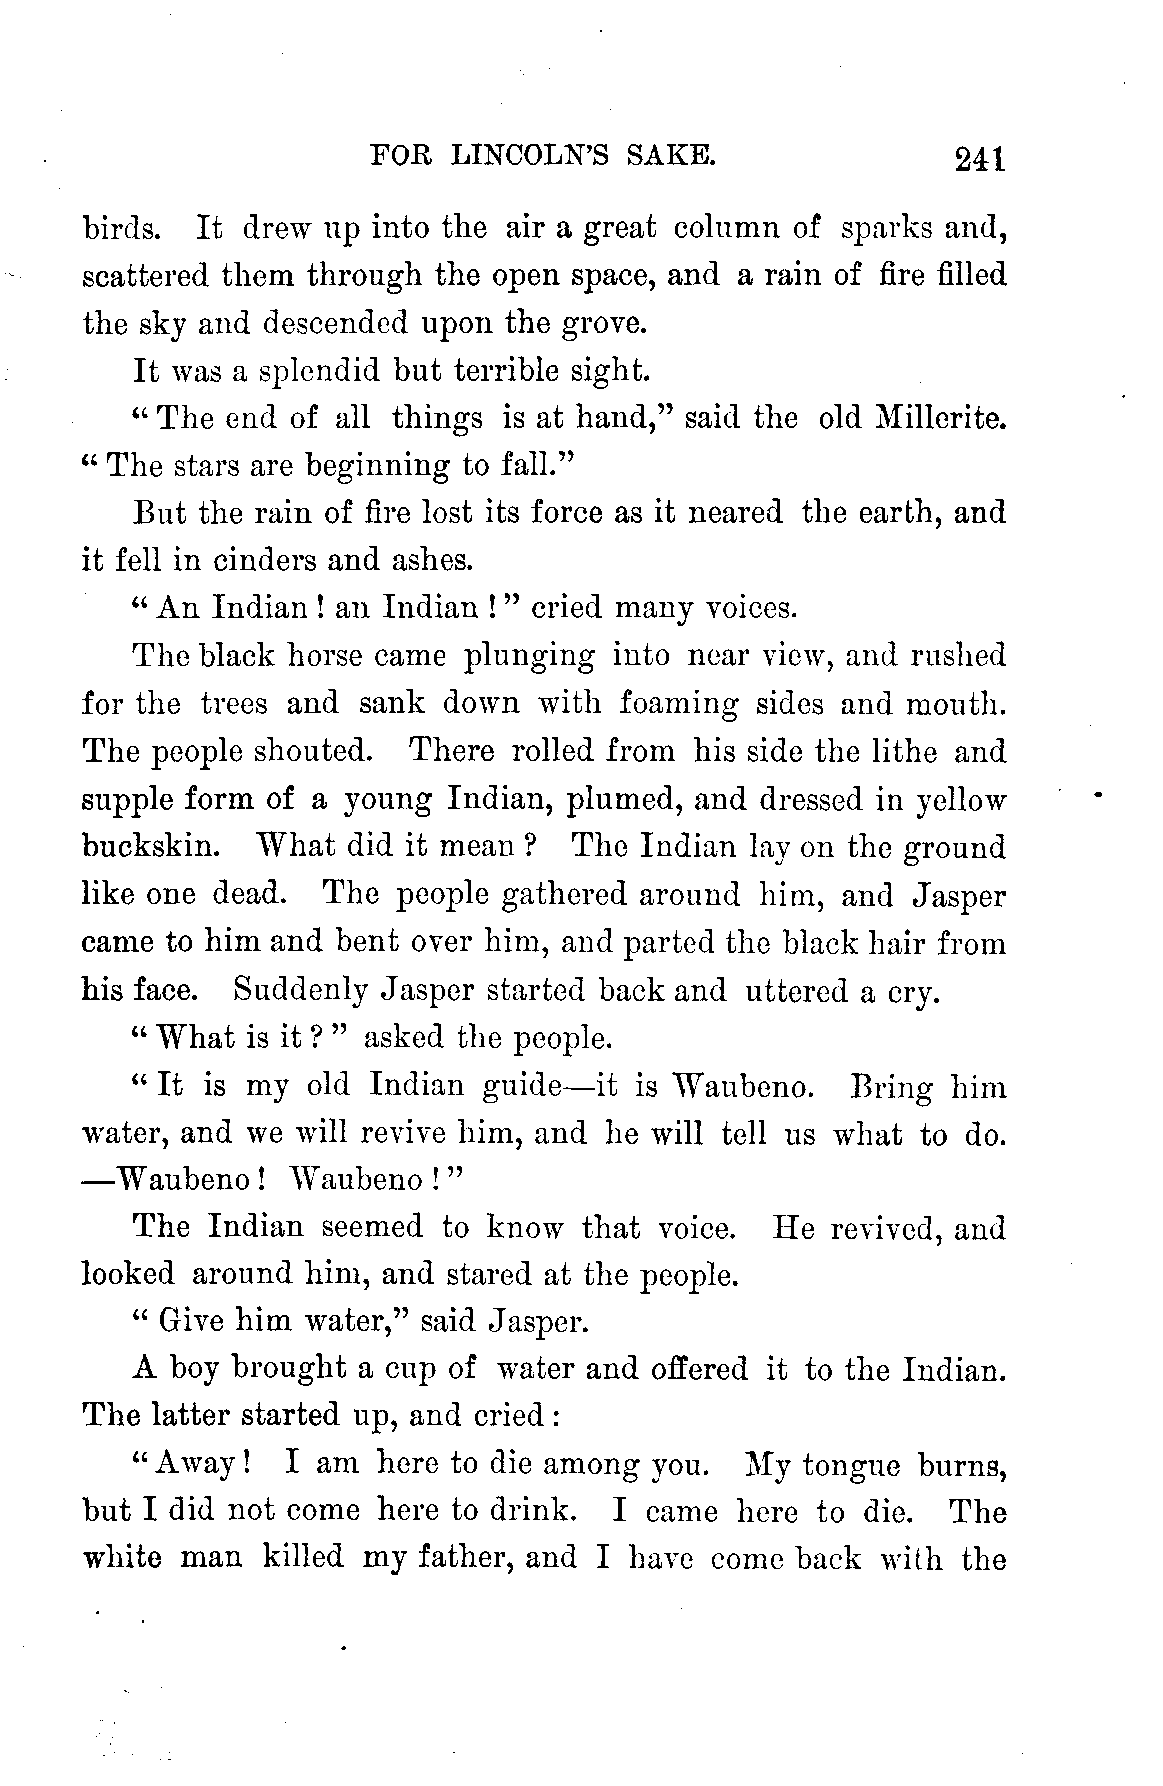 FOR LINCOLN'S SAKE. 241
birds. It drew up into the air a great column of sparks and,
scattered them through the open space, and a rain of fire filled
the sky and descended upon the grove.
It was a splendid but terrible sight.
"The end of all things is at hand," said the old Millerite.
"The stars are beginning to fall."
But the rain of fire lost its force as it neared the earth, and
it fell in cinders and ashes.
"An Indian! an Indian!" cried many voices.
The black horse came plunging into near view, and rushed
for the trees and sank down with foaming sides and mouth.
The people shouted. There rolled from his side the lithe and
supple form of a young Indian, plumed, and dressed in yellow
buckskin. What did it mean? The Indian lay on the ground
like one dead. The people gathered around him, and Jasper
came to him and bent over him, and parted the black hair from
his face. Suddenly Jasper started back and uttered a cry.
"What is it?" asked the people.
"It is my old Indian guide—it is Waubeno. Bring him
water, and we will revive him, and he will tell us what to do.
—Waubeno! Waubeno!"
The Indian seemed to know that voice. He revived, and
looked around him, and stared at the people.
"Give him water," said Jasper.
A boy brought a cup of water and offered it to the Indian.
The latter started up, and cried:
"Away! I am here to die among you. My tongue burns,
but I did not come here to drink. I came here to die. The
white man killed my father, and I have come back with the